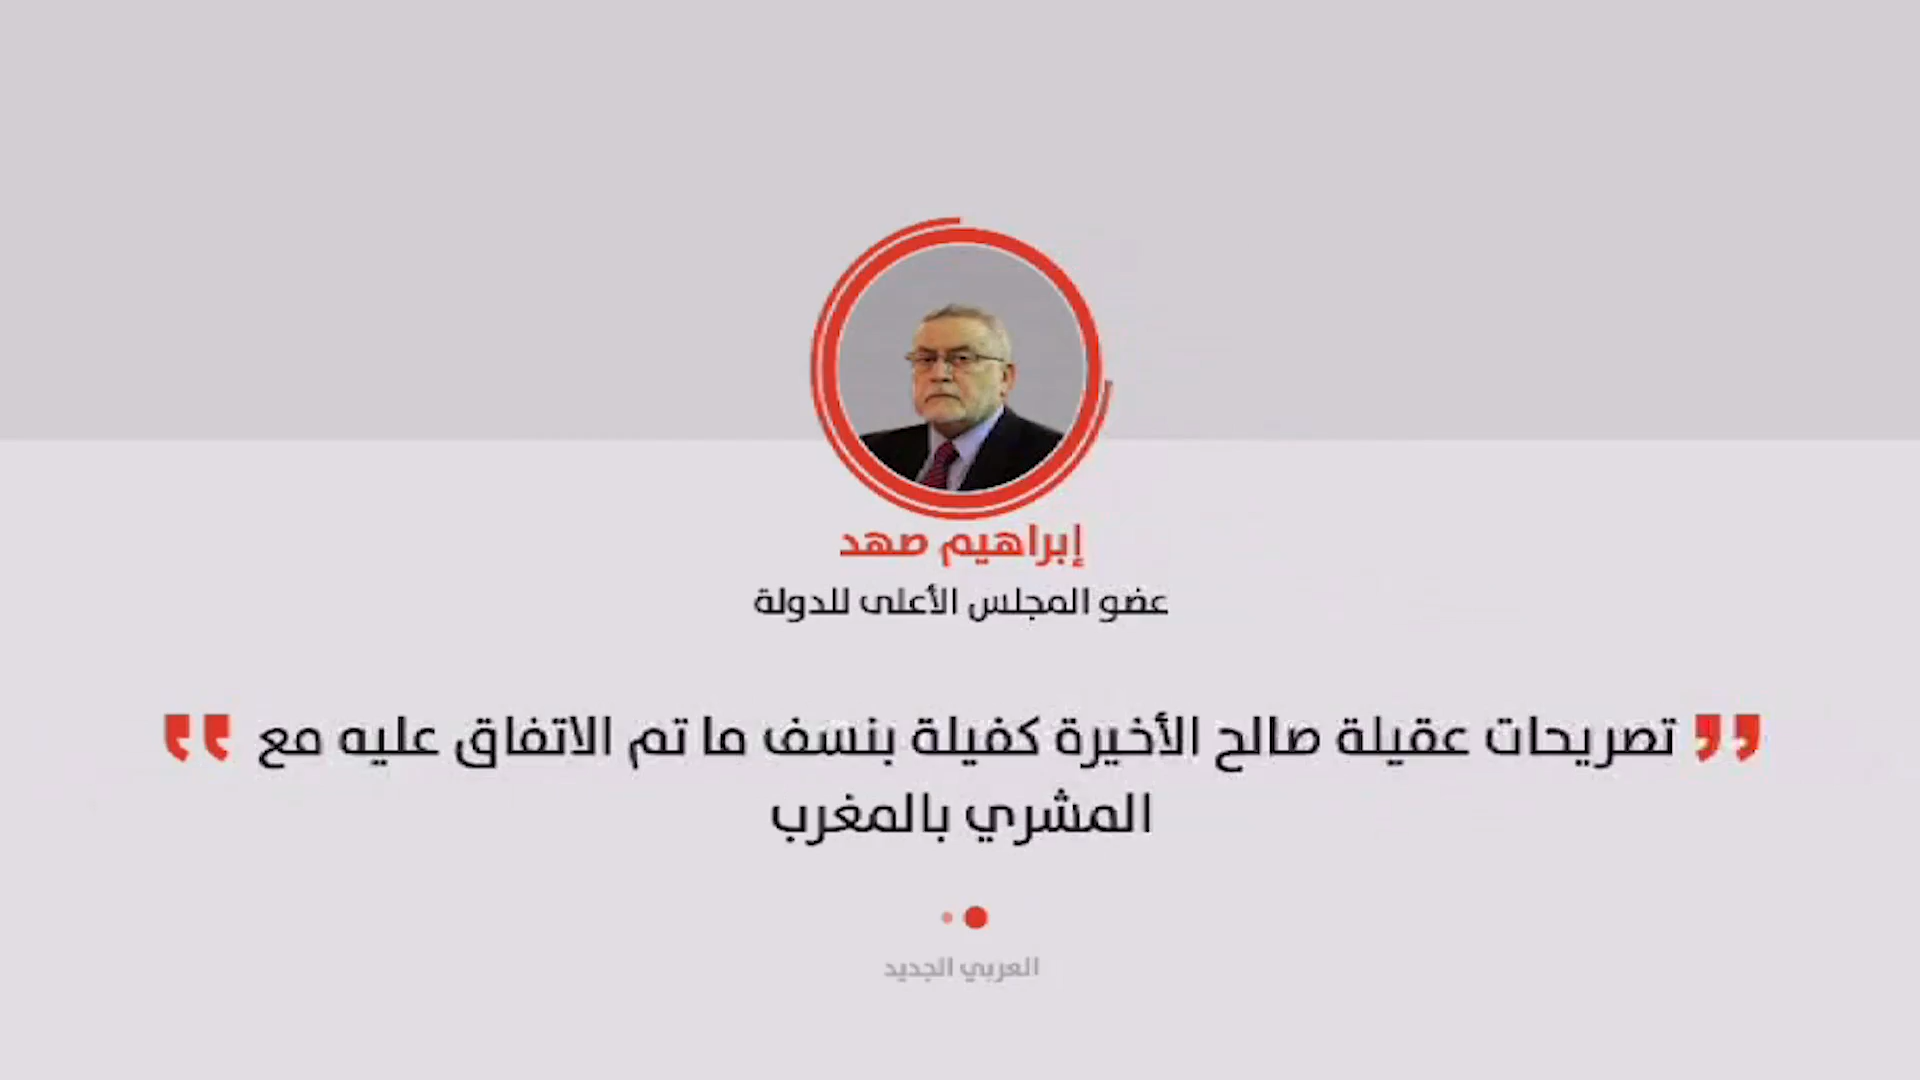 إبراهيم صهد
عضو المجلس الأعلى للدولة
تصريحات عقيلة صالح الأخيرة كفيلة بنسف ما تم الاتفاق عليه مع
المشري بالمغرب
العربي الجديد